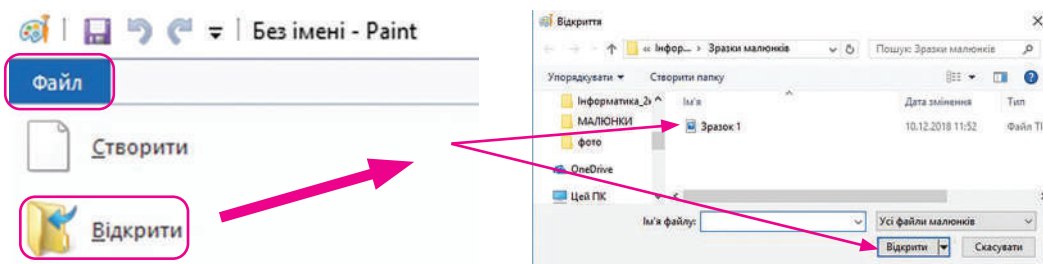 Без імені - Paint
Файл
Створити
Відкрити
Відкриття
« Інфор... › Зразки малюнків
Пошук: Зразки малюнків
Упорядкувати
Створити папку
Інформатика_2
МАЛЮНКИ
фото
OneDrive
Цей ПК
Ім'я
Дата змінення
Тип
Зразок 1
10.12.2018 11:52
Файл TI
Ім'я файлу:
Усі файли малюнків
Відкрити
Скасувати